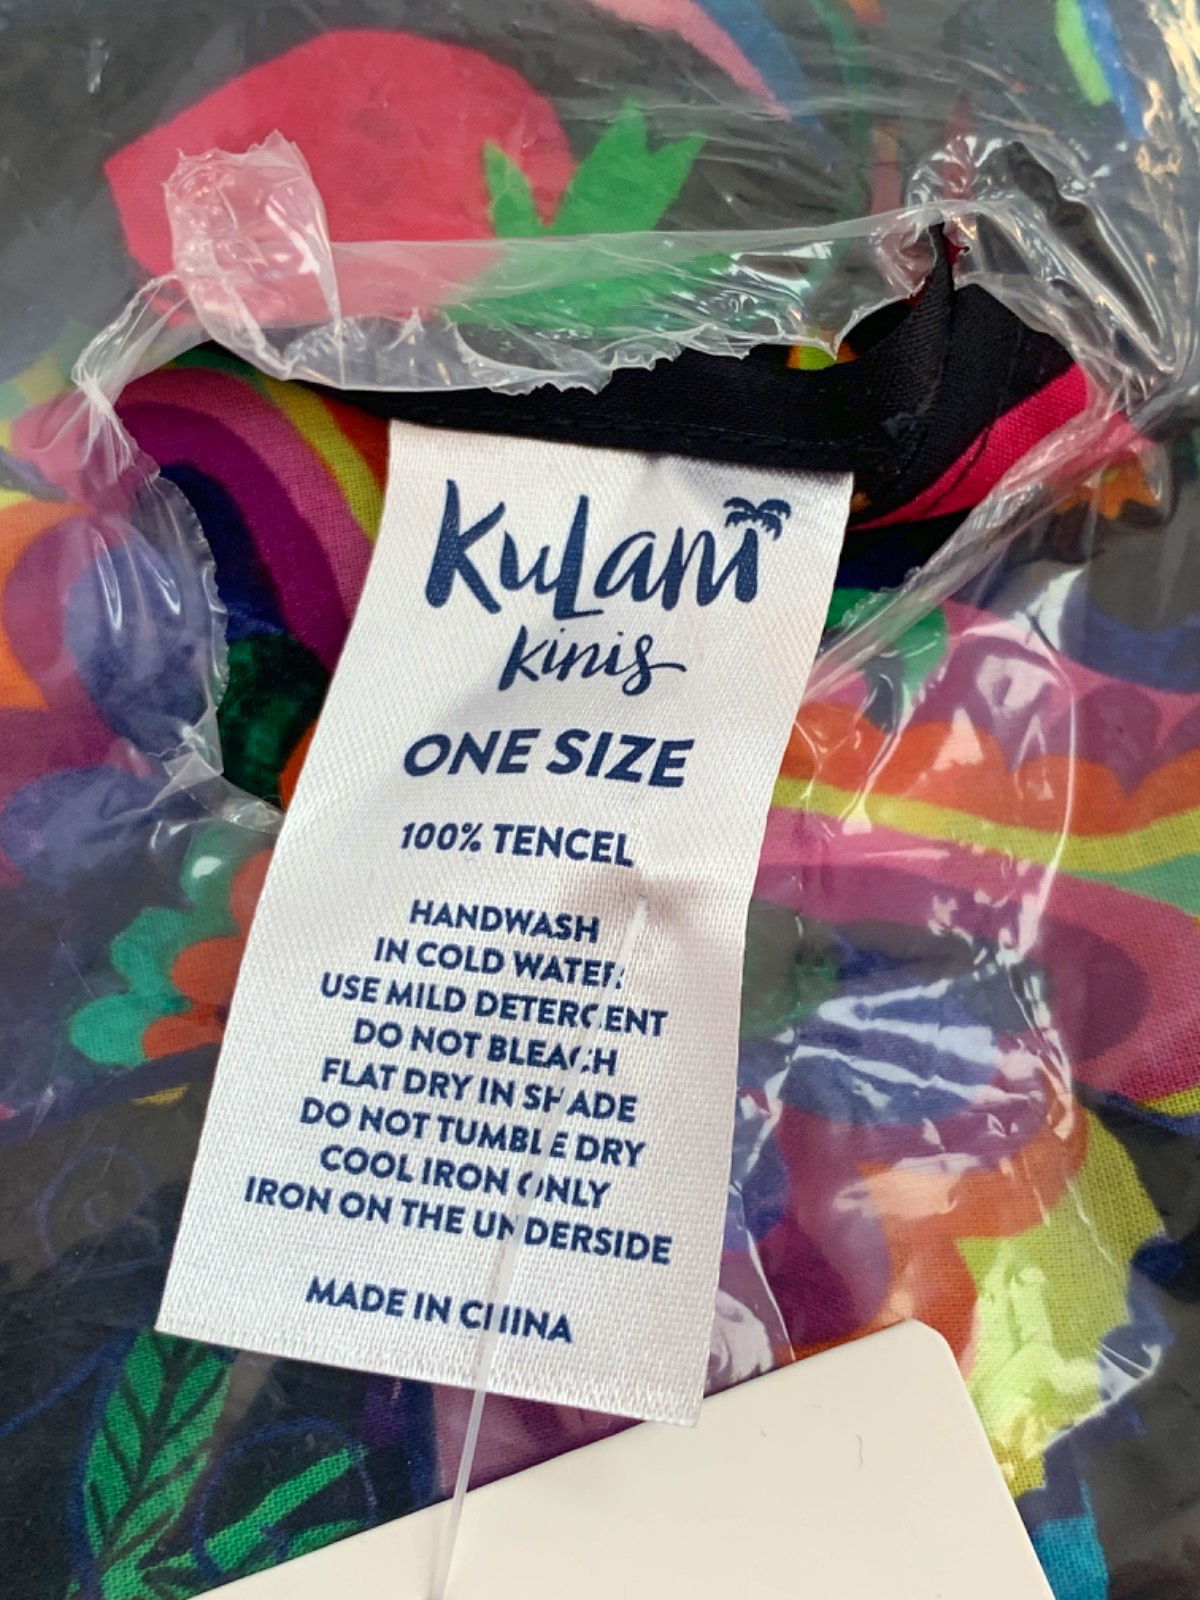 Kulani
kinis
ONE SIZE
100% TENCEL
HANDWASH
IN COLD WATER
USE MILD DETERGENT
DO NOT BLEACH
FLAT DRY IN SHADE
DO NOT TUMBLE DRY
COOL IRON ONLY
IRON ON THE UNDERSIDE
MADE IN CHINA